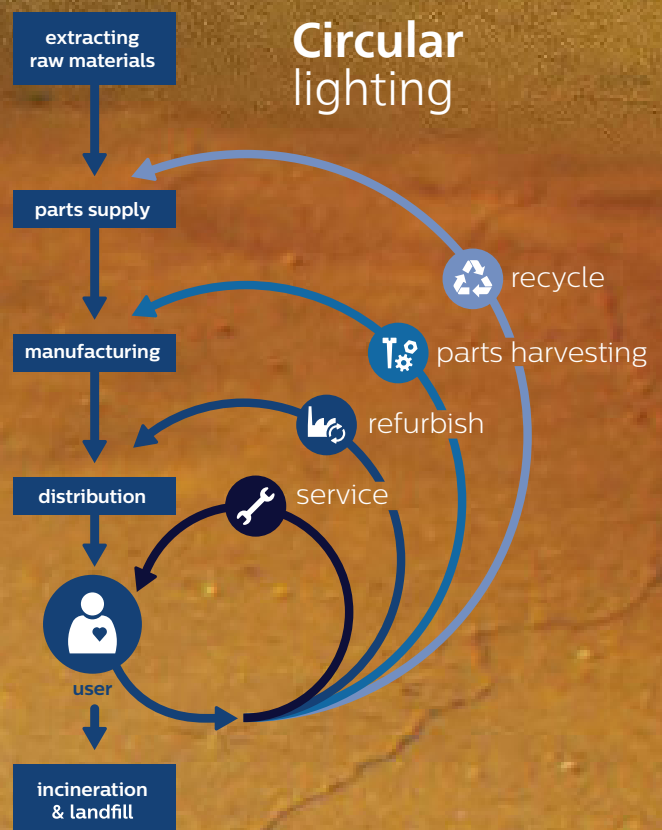 Circular
lighting
extracting
raw materials
parts supply
recycle
manufacturing
parts harvesting
refurbish
distribution
service
user
incineration
& landfill